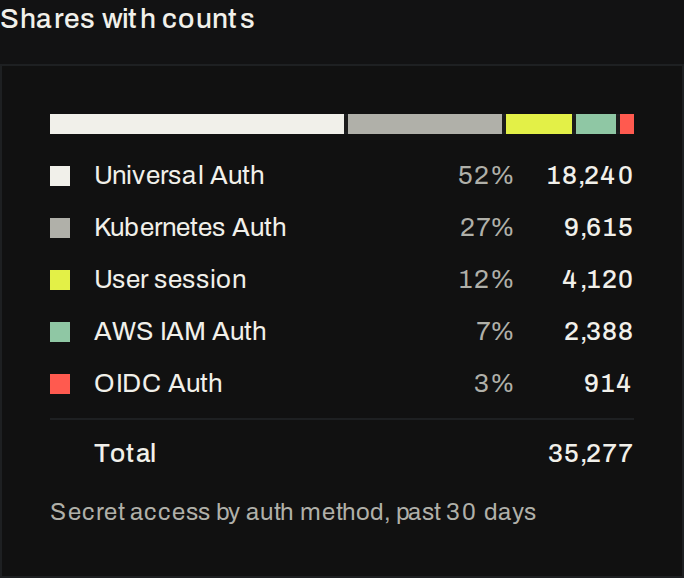 Shares with counts
Universal Auth 52% 18,240
Kubernetes Auth 27% 9,615
User session 12% 4,120
AWS IAM Auth 7% 2,388
OIDC Auth 3% 914
Total 35,277
Secret access by auth method, past 30 days